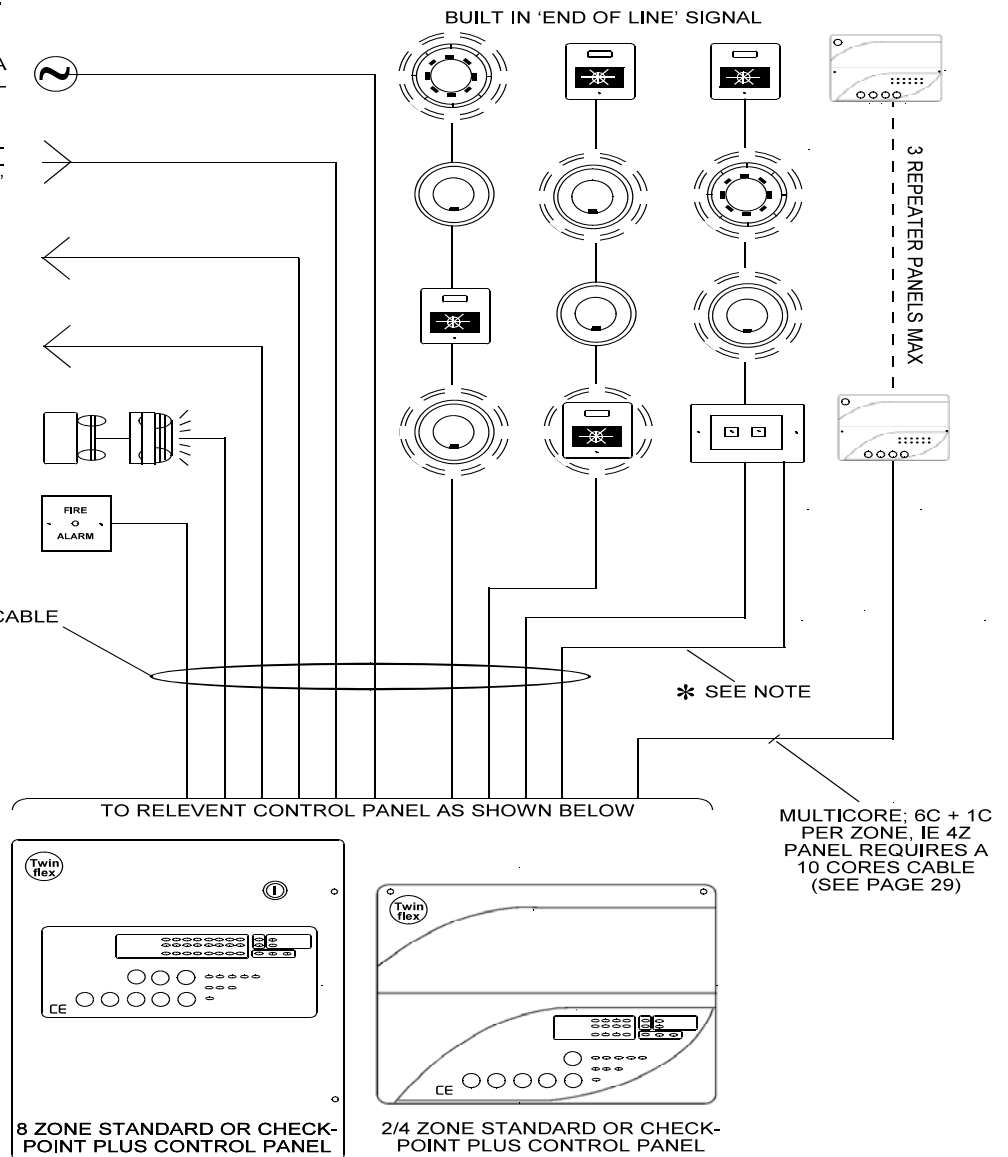 BUILT IN 'END OF LINE' SIGNAL
A
3 REPEATER PANELS MAX
FIRE
ALARM
CABLE
* SEE NOTE
TO RELEVENT CONTROL PANEL AS SHOWN BELOW
MULTICORE; 6C + 1C
PER ZONE, IE 4Z
PANEL REQUIRES A
10 CORES CABLE
(SEE PAGE 29)
Twin
flex
CE
8 ZONE STANDARD OR CHECK-
POINT PLUS CONTROL PANEL
Twin
flex
CE
2/4 ZONE STANDARD OR CHECK-
POINT PLUS CONTROL PANEL